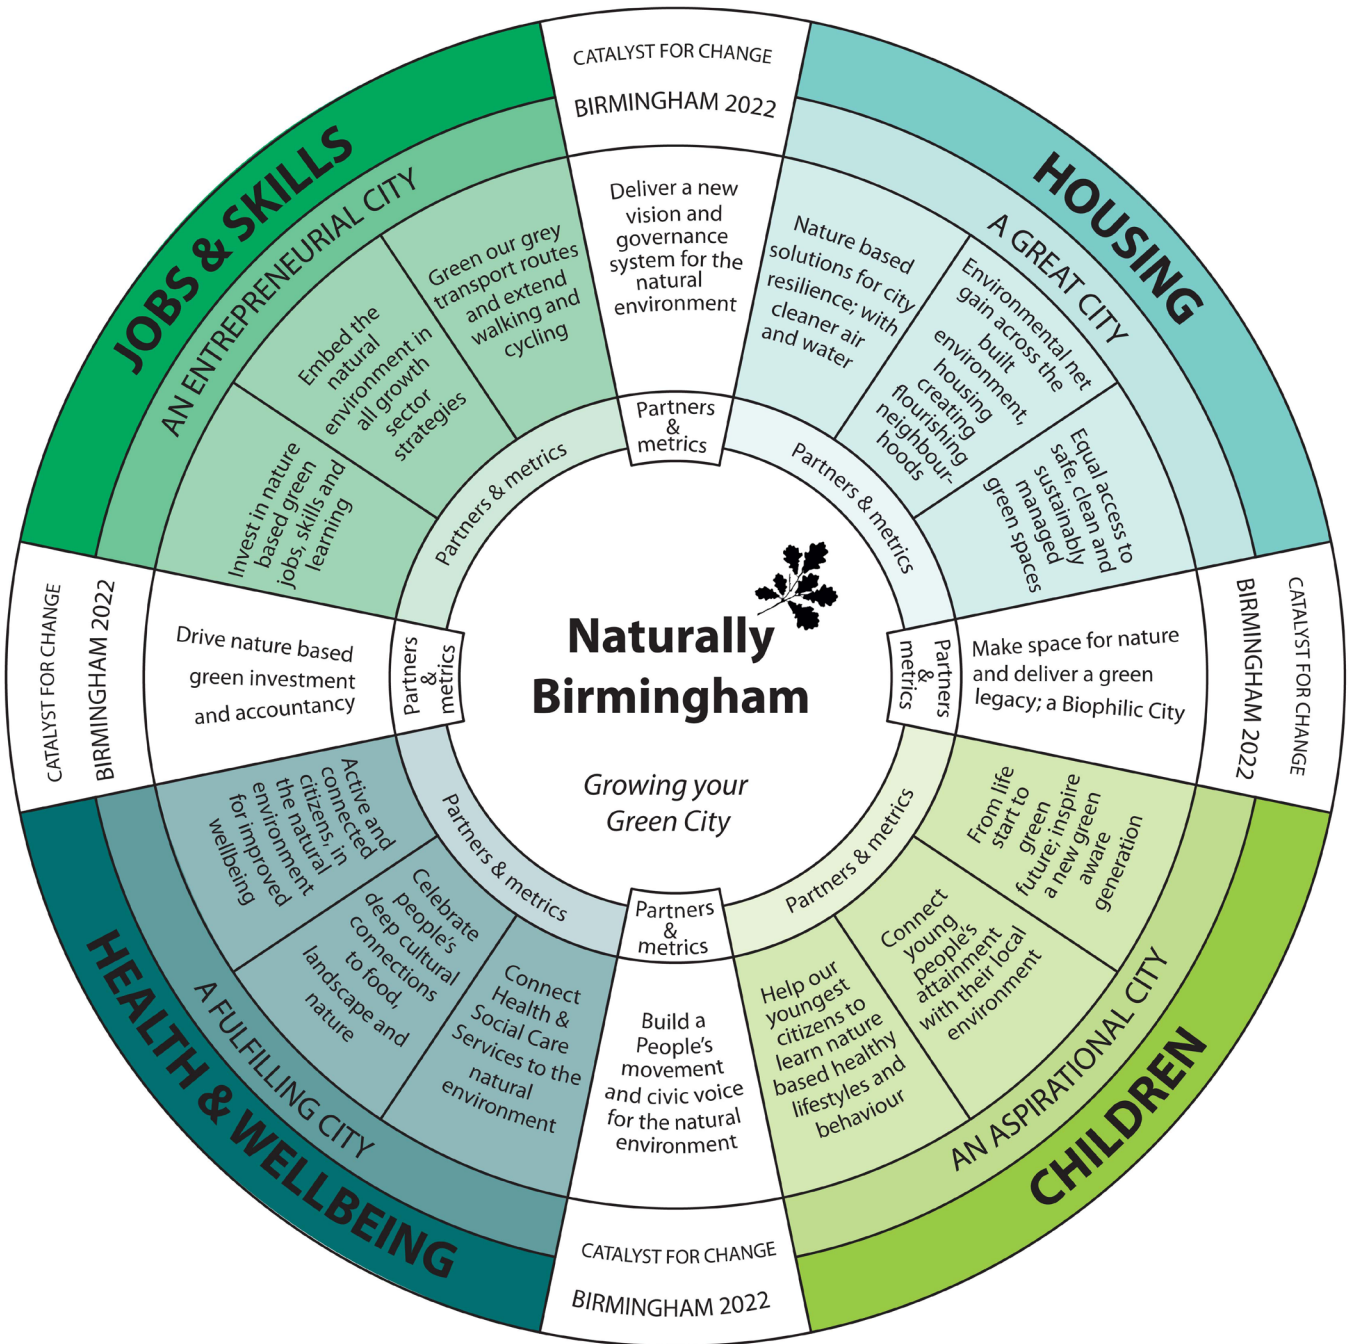 CATALYST FOR CHANGE
BIRMINGHAM 2022
Deliver a new
vision and
governance
system for the
natural
environment
Partners
&
metrics
HOUSING
A GREAT CITY
Nature based
solutions for city
resilience; with
cleaner air
and water
Environmental net
gain across the
built
environment,
housing
creating
flourishing
neighbour-
hoods
Equal access to
safe, clean and
sustainably
managed
green spaces
Partners & metrics
CATALYST FOR CHANGE
BIRMINGHAM 2022
Make space for nature
and deliver a green
legacy; a Biophilic City
Partners
&
metrics
CHILDREN
AN ASPIRATIONAL CITY
From life
start to
green
future; inspire
a new green
aware
generation
Connect
young
people's
attainment
with their local
environment
Help our
youngest
citizens to
learn nature
based healthy
lifestyles and
behaviour
Partners & metrics
CATALYST FOR CHANGE
BIRMINGHAM 2022
Build a
People's
movement
and civic voice
for the natural
environment
Partners
&
metrics
HEALTH & WELLBEING
A FULFILLING CITY
Connect
Health &
Social Care
Services to the
natural
environment
Celebrate
people's
deep cultural
connections
to food,
landscape and
nature
Active and
connected
citizens, in
the natural
environment
for improved
wellbeing
Partners & metrics
CATALYST FOR CHANGE
BIRMINGHAM 2022
Drive nature based
green investment
and accountancy
Partners
&
metrics
JOBS & SKILLS
AN ENTREPRENEURIAL CITY
Invest in nature
based green
jobs, skills and
learning
Embed the
natural
environment in
all growth
sector
strategies
Green our grey
transport routes
and extend
walking and
cycling
Partners & metrics
Naturally
Birmingham
Growing your
Green City